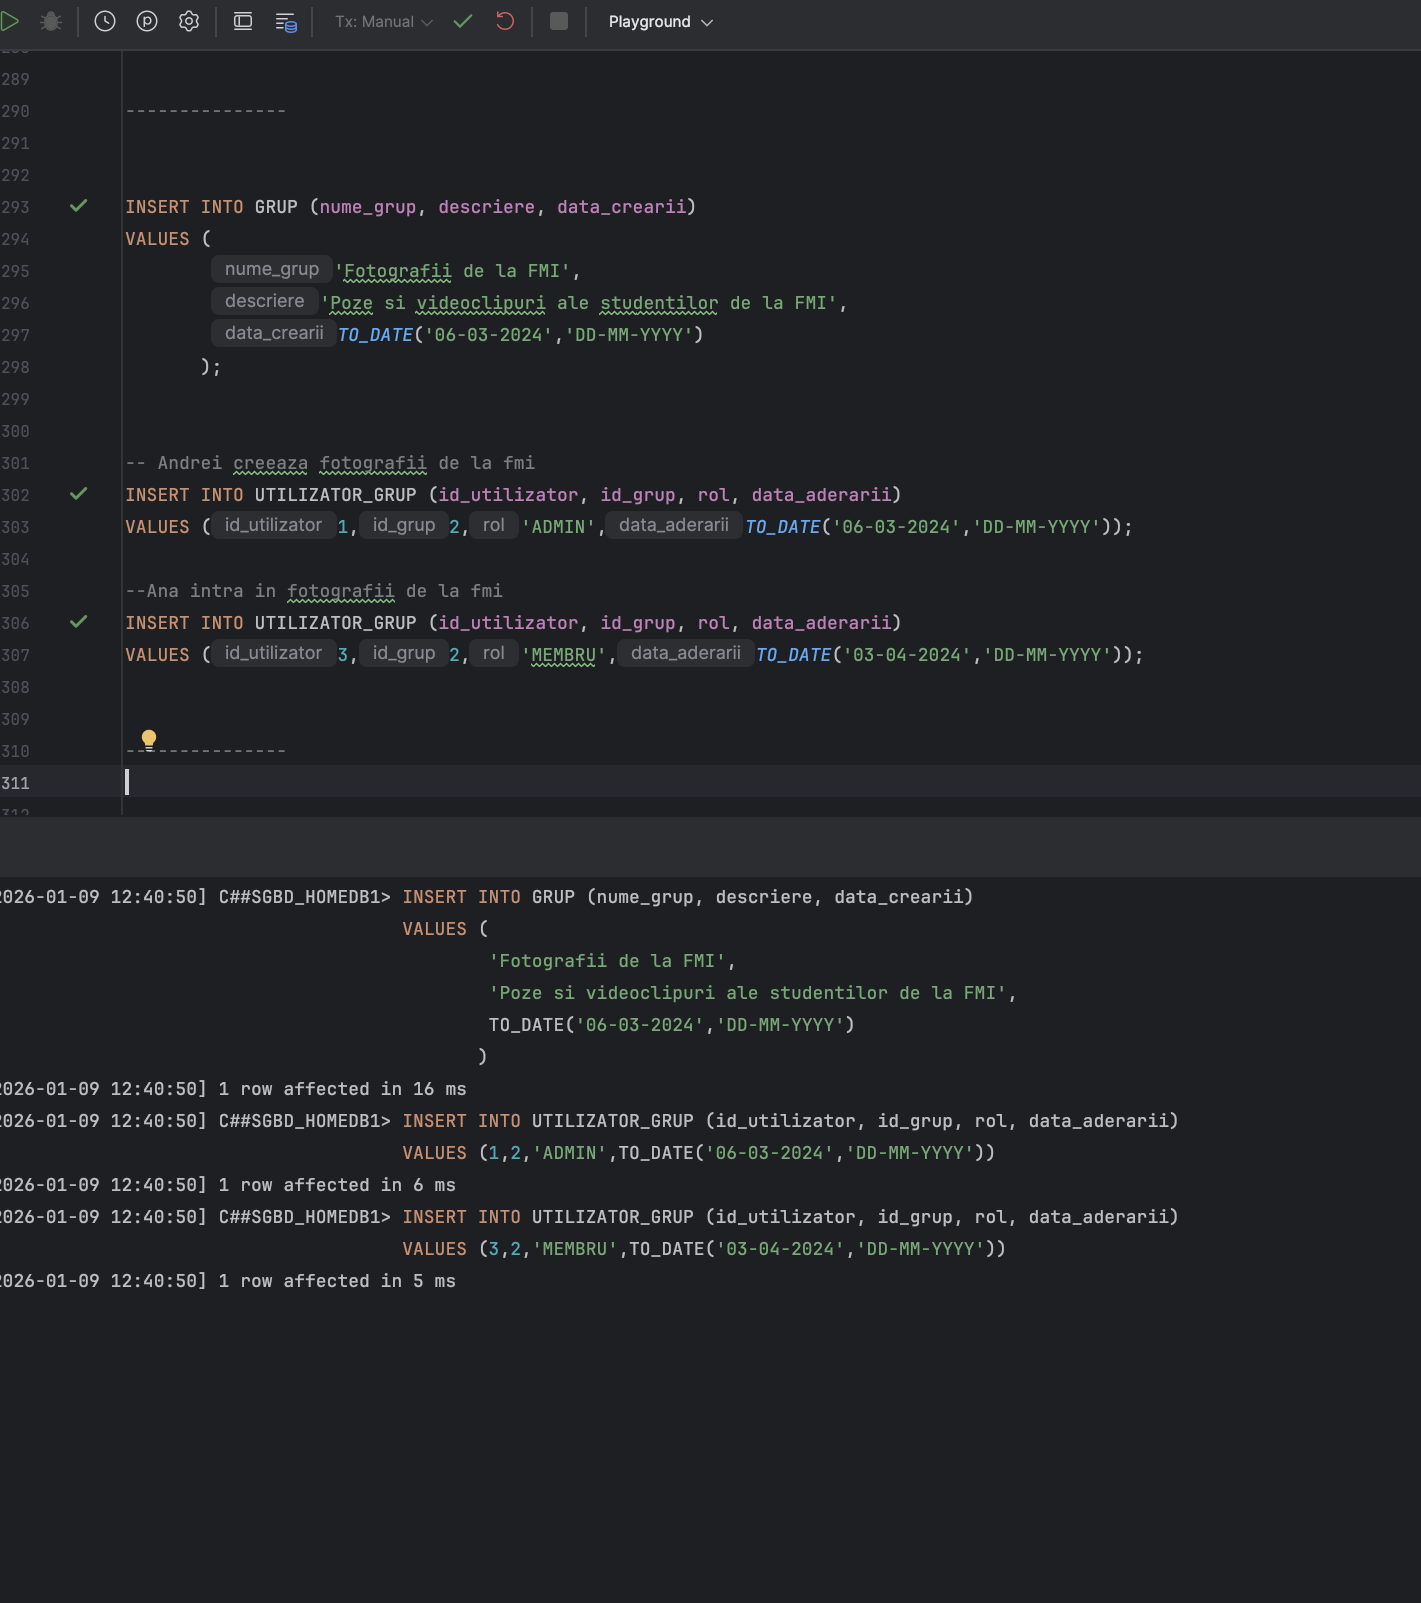 Tx: Manual Playground
289
290 ---------------
291
292
293 INSERT INTO GRUP (nume_grup, descriere, data_crearii)
294 VALUES (
295 nume_grup 'Fotografii de la FMI',
296 descriere 'Poze si videoclipuri ale studentilor de la FMI',
297 data_crearii TO_DATE('06-03-2024','DD-MM-YYYY')
298 );
299
300
301 -- Andrei creeaza fotografii de la fmi
302 INSERT INTO UTILIZATOR_GRUP (id_utilizator, id_grup, rol, data_aderarii)
303 VALUES ( id_utilizator 1, id_grup 2, rol 'ADMIN', data_aderarii TO_DATE('06-03-2024','DD-MM-YYYY'));
304
305 --Ana intra in fotografii de la fmi
306 INSERT INTO UTILIZATOR_GRUP (id_utilizator, id_grup, rol, data_aderarii)
307 VALUES ( id_utilizator 3, id_grup 2, rol 'MEMBRU', data_aderarii TO_DATE('03-04-2024','DD-MM-YYYY'));
308
309
310 ---------------
311
312
2026-01-09 12:40:50] C##SGBD_HOMEDB1> INSERT INTO GRUP (nume_grup, descriere, data_crearii)
VALUES (
'Fotografii de la FMI',
'Poze si videoclipuri ale studentilor de la FMI',
TO_DATE('06-03-2024','DD-MM-YYYY')
)
2026-01-09 12:40:50] 1 row affected in 16 ms
2026-01-09 12:40:50] C##SGBD_HOMEDB1> INSERT INTO UTILIZATOR_GRUP (id_utilizator, id_grup, rol, data_aderarii)
VALUES (1,2,'ADMIN',TO_DATE('06-03-2024','DD-MM-YYYY'))
2026-01-09 12:40:50] 1 row affected in 6 ms
2026-01-09 12:40:50] C##SGBD_HOMEDB1> INSERT INTO UTILIZATOR_GRUP (id_utilizator, id_grup, rol, data_aderarii)
VALUES (3,2,'MEMBRU',TO_DATE('03-04-2024','DD-MM-YYYY'))
2026-01-09 12:40:50] 1 row affected in 5 ms